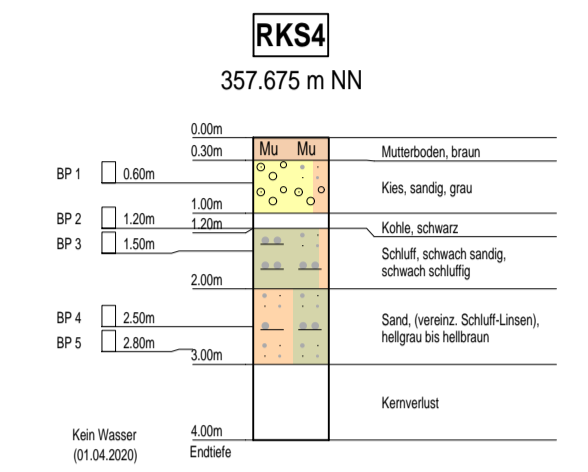 RKS4
357.675 m NN
0.00m
Mu Mu
0.30m
Mutterboden, braun
BP 1 0.60m
Kies, sandig, grau
1.00m
BP 2 1.20m
1.20m
Kohle, schwarz
BP 3 1.50m
Schluff, schwach sandig,
schwach schluffig
2.00m
BP 4 2.50m
Sand, (vereinz. Schluff-Linsen),
hellgrau bis hellbraun
BP 5 2.80m
3.00m
Kernverlust
4.00m
Endtiefe
Kein Wasser
(01.04.2020)